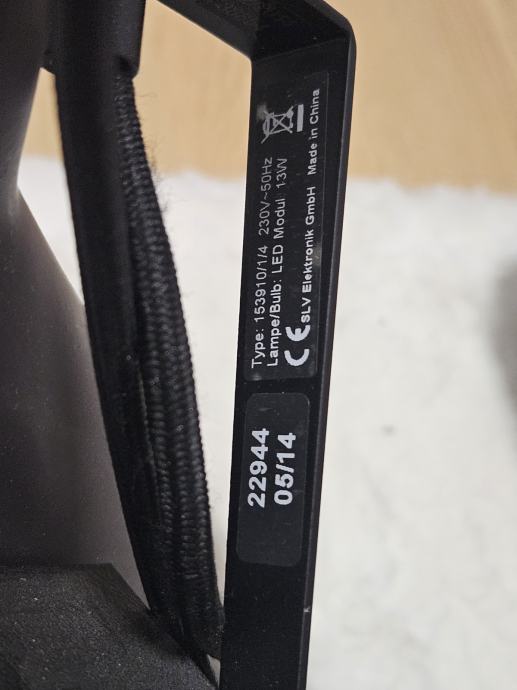 Type: 153910/1/4 230V~50Hz
Lampe/Bulb: LED Modul 13W
CE SLV Elektronik GmbH Made in China
22944
05/14